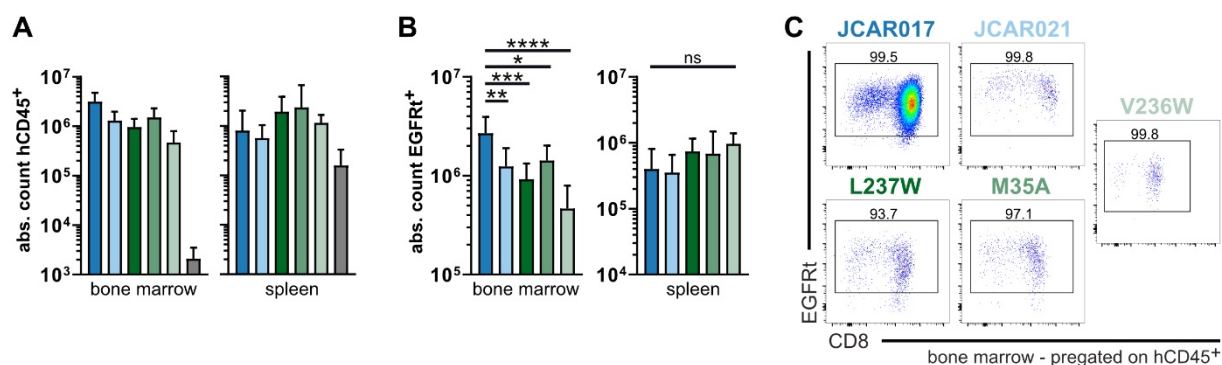 A
B
C
abs. count hCD45+
10^7
10^6
10^5
10^4
10^3
bone marrow
spleen
abs. count EGFRt+
****
*
***
**
10^7
10^6
10^5
bone marrow
ns
10^7
10^6
10^5
10^4
spleen
JCAR017
JCAR021
99.5
99.8
V236W
99.8
L237W
M35A
93.7
97.1
EGFRt
CD8
bone marrow - pregated on hCD45+